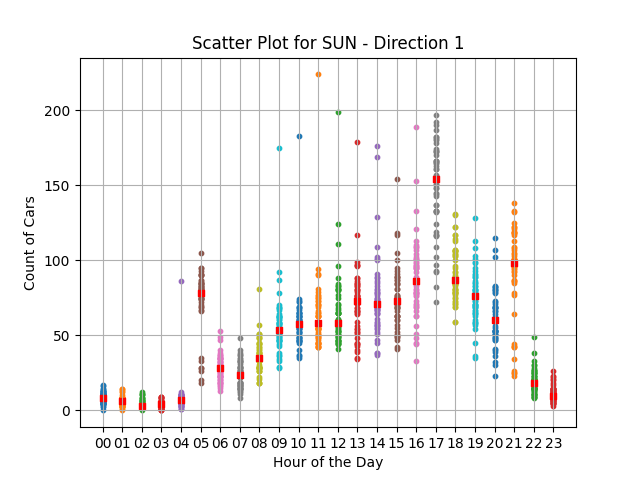 Scatter Plot for SUN - Direction 1
Count of Cars
200
150
100
50
0
00 01 02 03 04 05 06 07 08 09 10 11 12 13 14 15 16 17 18 19 20 21 22 23
Hour of the Day